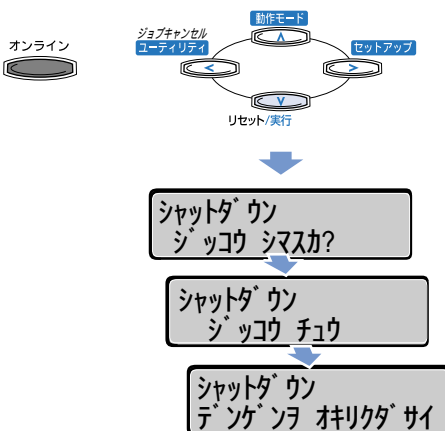 動作モード
ジョブキャンセル
オンライン
ユーティリティ
セットアップ
<
∧
>
∨
リセット/実行
シャットダウン
ジッコウ シマスカ?
シャットダウン
ジッコウ チュウ
シャットダウン
デンゲンヲ オキリクダサイ